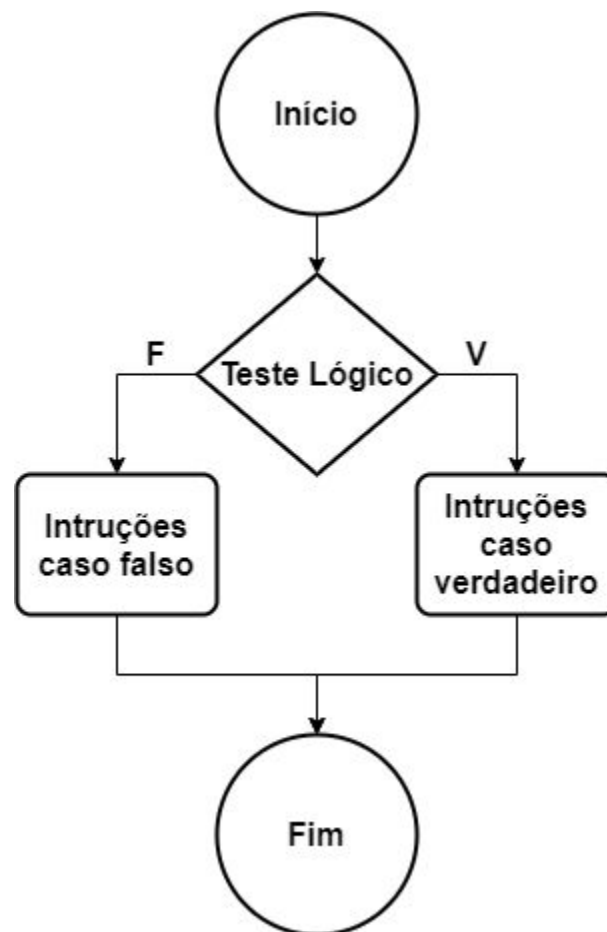 Início
F
V
Teste Lógico
Intruções
caso falso
Intruções
caso
verdadeiro
Fim